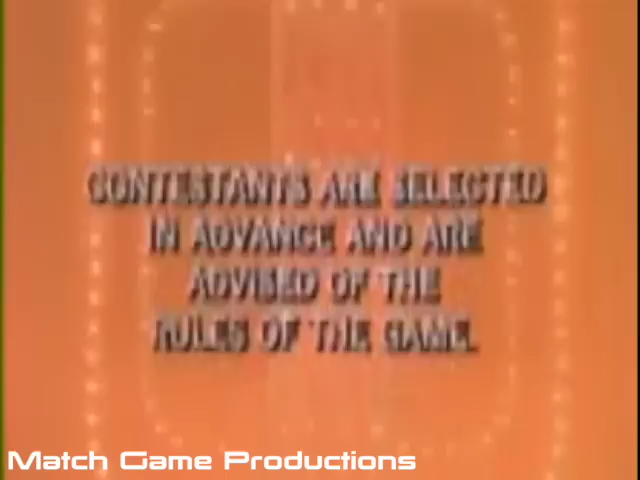 CONTESTANTS ARE SELECTED
IN ADVANCE AND ARE
ADVISED OF THE
RULES OF THE GAME.
Match Game Productions